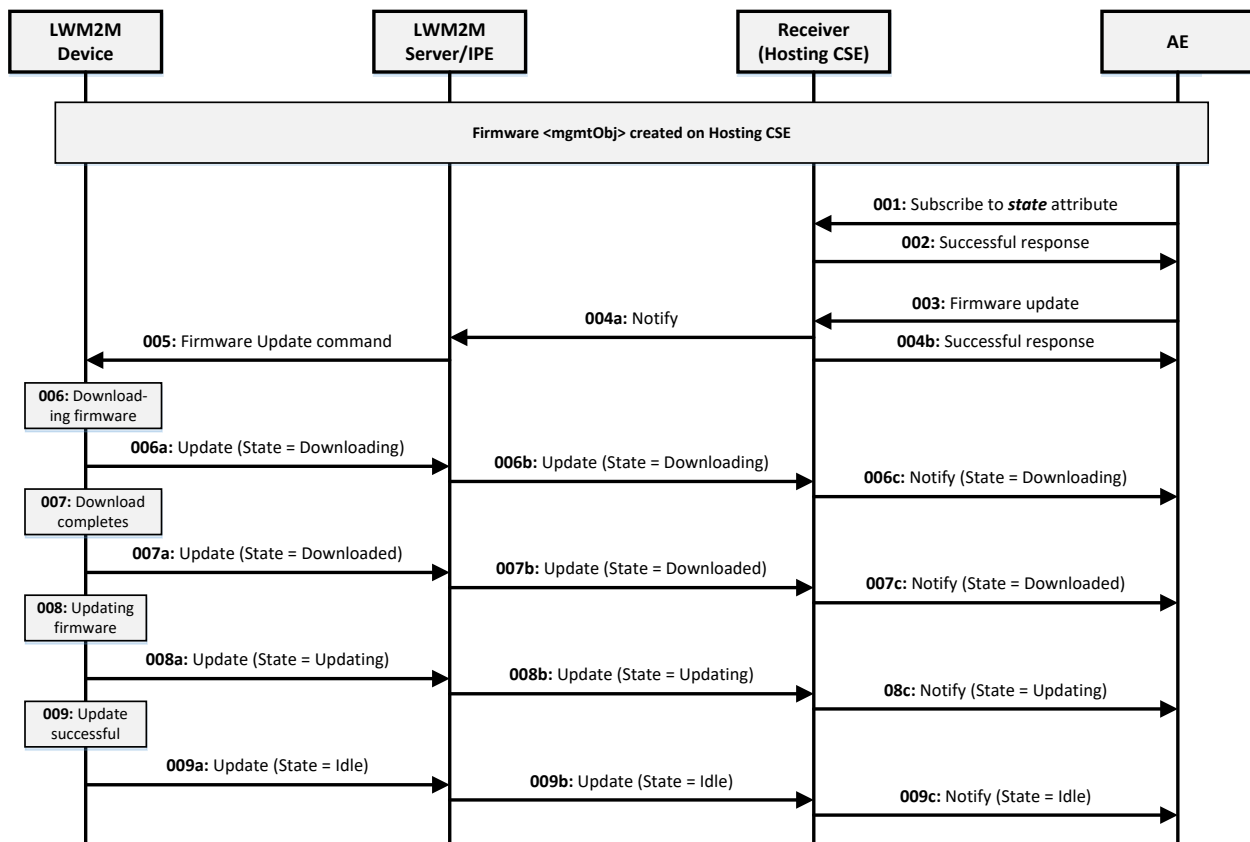 LWM2M
Device
LWM2M
Server/IPE
Receiver
(Hosting CSE)
AE
Firmware <mgmtObj> created on Hosting CSE
001: Subscribe to state attribute
002: Successful response
003: Firmware update
004a: Notify
005: Firmware Update command
004b: Successful response
006: Download-
ing firmware
006a: Update (State = Downloading)
006b: Update (State = Downloading)
006c: Notify (State = Downloading)
007: Download
completes
007a: Update (State = Downloaded)
007b: Update (State = Downloaded)
007c: Notify (State = Downloaded)
008: Updating
firmware
008a: Update (State = Updating)
008b: Update (State = Updating)
08c: Notify (State = Updating)
009: Update
successful
009a: Update (State = Idle)
009b: Update (State = Idle)
009c: Notify (State = Idle)